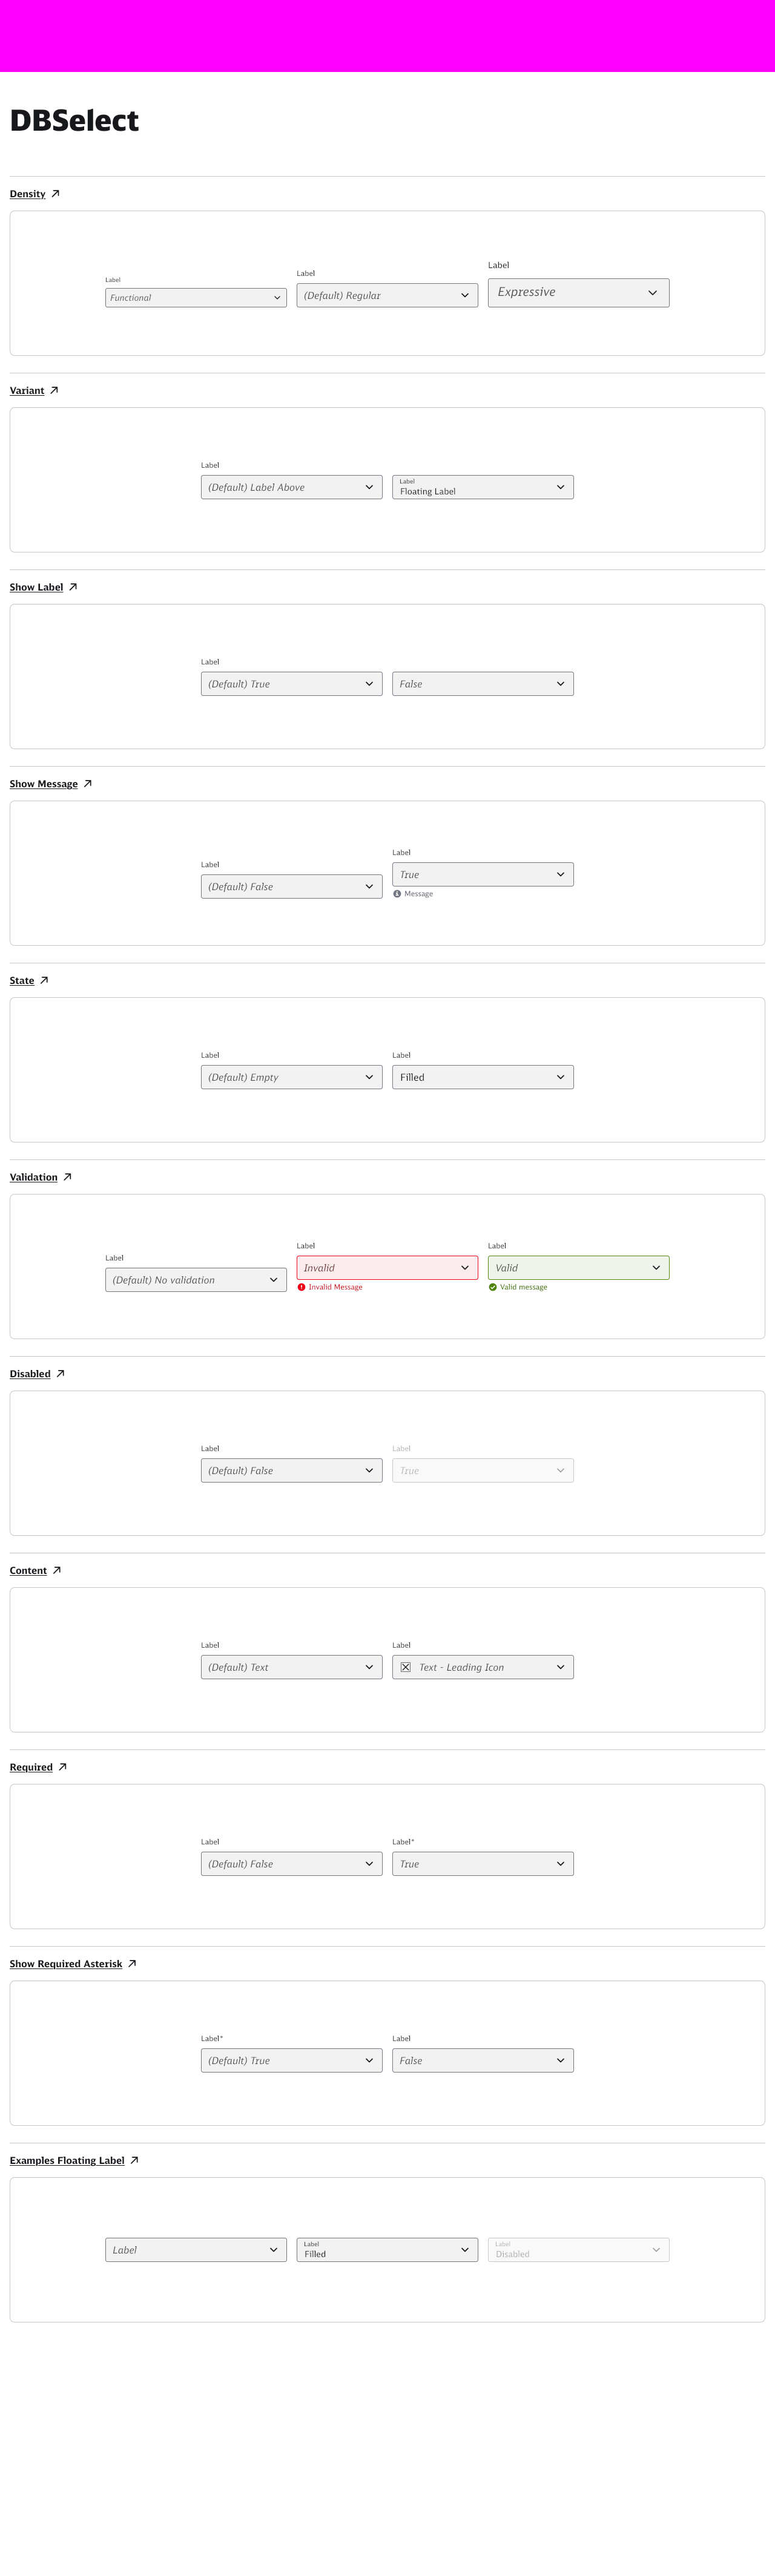 DBSelect
Density
Label
Label
Label
Functional
(Default) Regular
Expressive
Variant
Label
(Default) Label Above
Label
Floating Label
Show Label
Label
(Default) True
False
Show Message
Label
Label
(Default) False
True
Message
State
Label
Label
(Default) Empty
Filled
Validation
Label
Label
Label
(Default) No validation
Invalid
Valid
Invalid Message
Valid message
Disabled
Label
Label
(Default) False
True
Content
Label
Label
(Default) Text
Text - Leading Icon
Required
Label
Label*
(Default) False
True
Show Required Asterisk
Label*
Label
(Default) True
False
Examples Floating Label
Label
Label
Filled
Label
Disabled